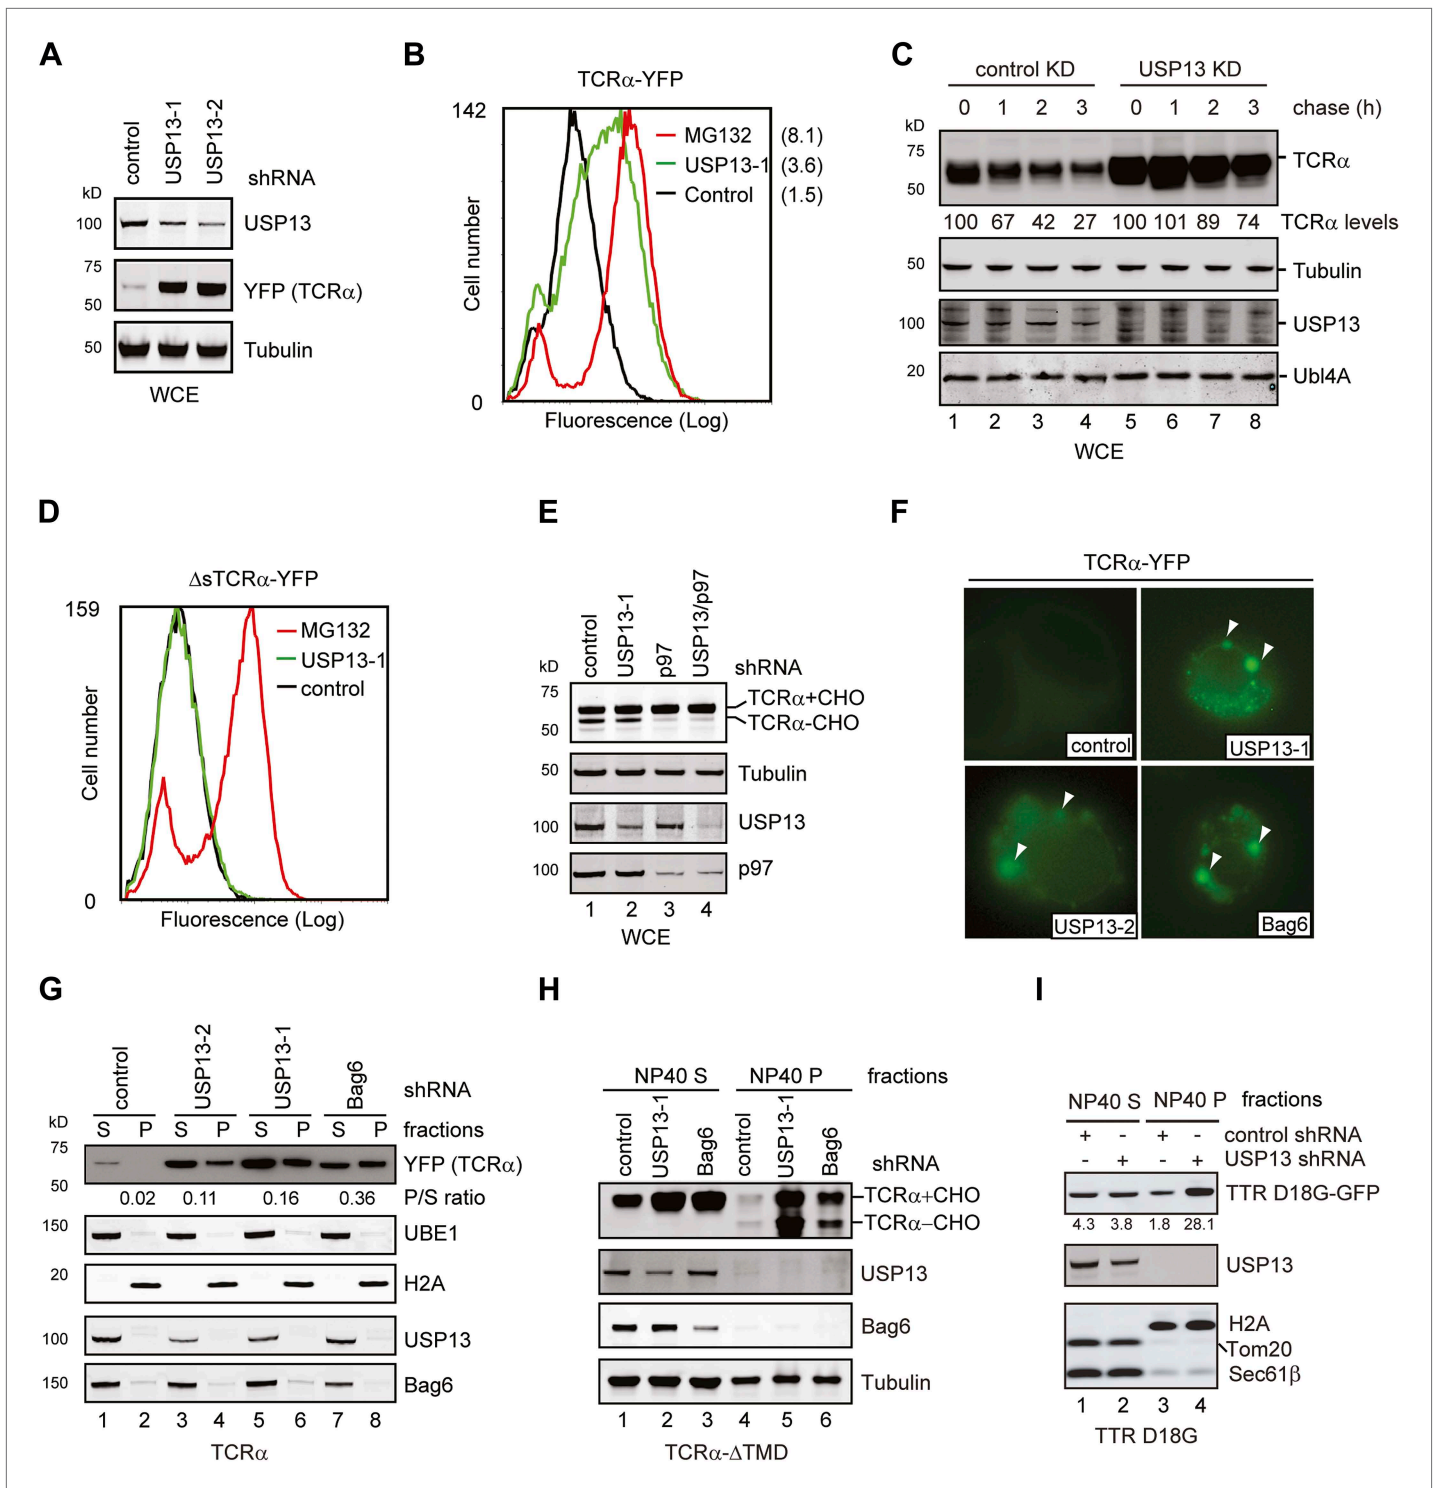 A
control
USP13-1
USP13-2
shRNA
kD
100
USP13
75
50
YFP (TCRα)
50
Tubulin
WCE
B
TCRα-YFP
142
0
Cell number
MG132 (8.1)
USP13-1 (3.6)
Control (1.5)
Fluorescence (Log)
C
control KD USP13 KD
0 1 2 3 0 1 2 3 chase (h)
kD
75
50
TCRα
100 67 42 27 100 101 89 74 TCRα levels
50
Tubulin
100
USP13
20
Ubl4A
1 2 3 4 5 6 7 8
WCE
D
ΔsTCRα-YFP
159
0
Cell number
MG132
USP13-1
control
Fluorescence (Log)
E
control
USP13-1
p97
USP13/p97
shRNA
kD
75
50
TCRα+CHO
TCRα-CHO
50
Tubulin
100
USP13
100
p97
1 2 3 4
WCE
F
TCRα-YFP
control
USP13-1
USP13-2
Bag6
G
control
USP13-2
USP13-1
Bag6
shRNA
kD
S P S P S P S P fractions
75
50
YFP (TCRα)
0.02 0.11 0.16 0.36 P/S ratio
150
UBE1
20
H2A
100
USP13
150
Bag6
1 2 3 4 5 6 7 8
TCRα
H
NP40 S NP40 P fractions
control
USP13-1
Bag6
control
USP13-1
Bag6
shRNA
TCRα+CHO
TCRα−CHO
USP13
Bag6
Tubulin
1 2 3 4 5 6
TCRα-ΔTMD
I
NP40 S NP40 P fractions
+ - + - control shRNA
- + - + USP13 shRNA
TTR D18G-GFP
4.3 3.8 1.8 28.1
USP13
H2A
Tom20
Sec61β
1 2 3 4
TTR D18G